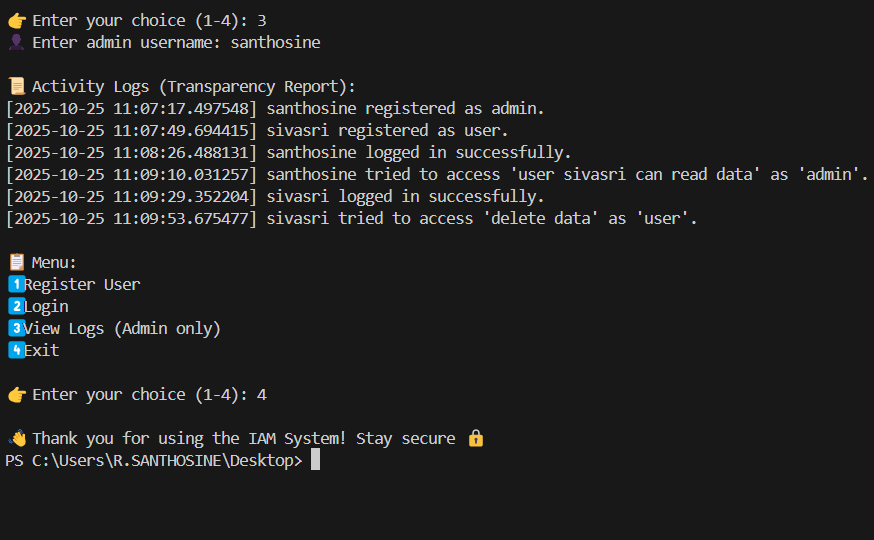 👉 Enter your choice (1-4): 3
👤 Enter admin username: santhosine
📜 Activity Logs (Transparency Report):
[2025-10-25 11:07:17.497548] santhosine registered as admin.
[2025-10-25 11:07:49.694415] sivasri registered as user.
[2025-10-25 11:08:26.488131] santhosine logged in successfully.
[2025-10-25 11:09:10.031257] santhosine tried to access 'user sivasri can read data' as 'admin'.
[2025-10-25 11:09:29.352204] sivasri logged in successfully.
[2025-10-25 11:09:53.675477] sivasri tried to access 'delete data' as 'user'.
📋 Menu:
1️⃣Register User
2️⃣Login
3️⃣View Logs (Admin only)
4️⃣Exit
👉 Enter your choice (1-4): 4
👋 Thank you for using the IAM System! Stay secure 🔒
PS C:\Users\R.SANTHOSINE\Desktop>